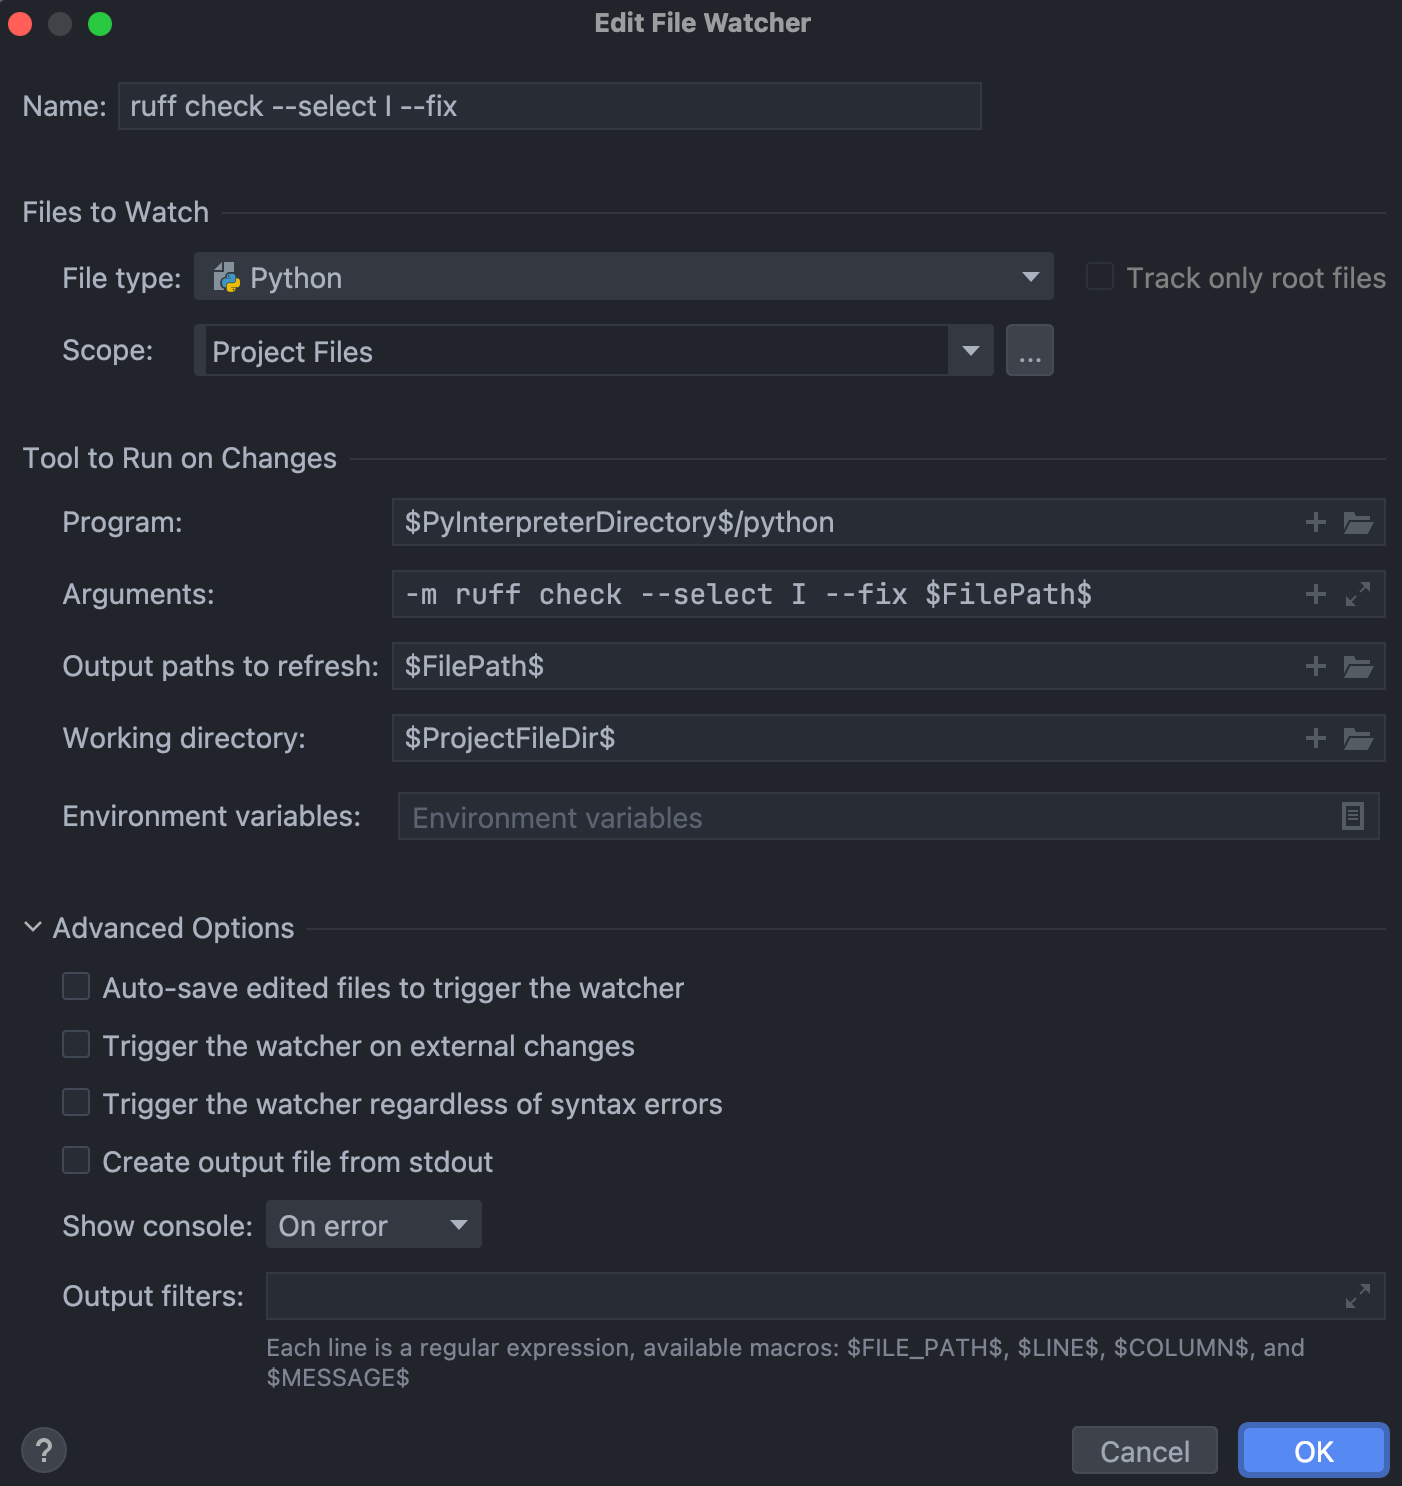 Edit File Watcher
Name: ruff check --select I --fix
Files to Watch
File type: Python Track only root files
Scope: Project Files ...
Tool to Run on Changes
Program: $PyInterpreterDirectory$/python
Arguments: -m ruff check --select I --fix $FilePath$
Output paths to refresh: $FilePath$
Working directory: $ProjectFileDir$
Environment variables: Environment variables
Advanced Options
Auto-save edited files to trigger the watcher
Trigger the watcher on external changes
Trigger the watcher regardless of syntax errors
Create output file from stdout
Show console: On error
Output filters:
Each line is a regular expression, available macros: $FILE_PATH$, $LINE$, $COLUMN$, and
$MESSAGE$
? Cancel OK